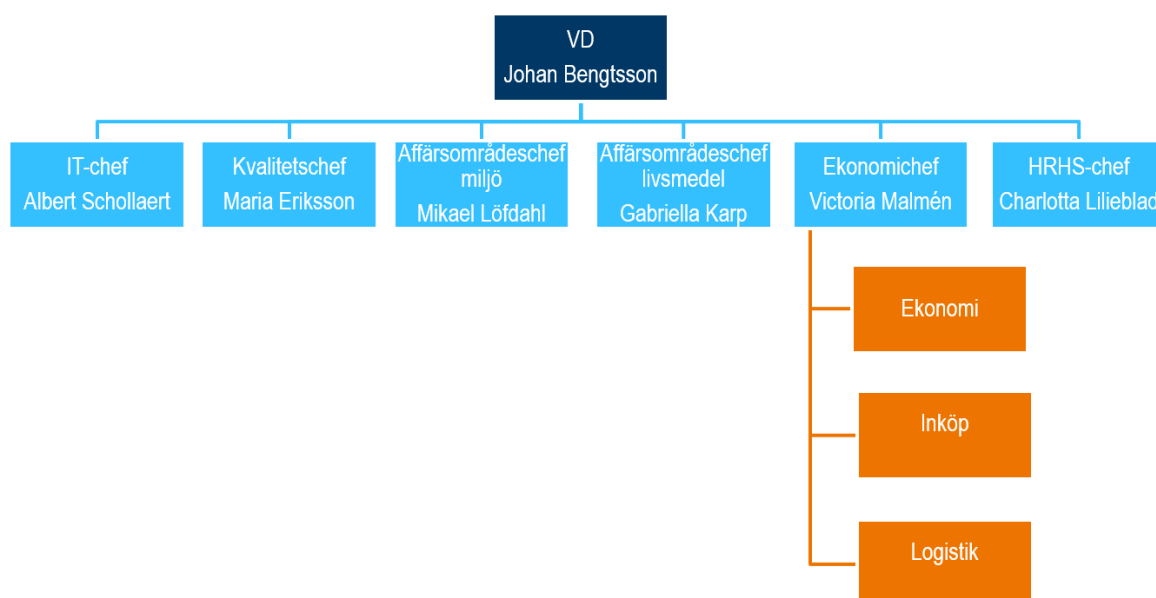 VD
Johan Bengtsson
IT-chef
Albert Schollaert
Kvalitetschef
Maria Eriksson
Affärsområdeschef
miljö
Mikael Löfdahl
Affärsområdeschef
livsmedel
Gabriella Karp
Ekonomichef
Victoria Malmén
HRHS-chef
Charlotta Lilieblad
Ekonomi
Inköp
Logistik